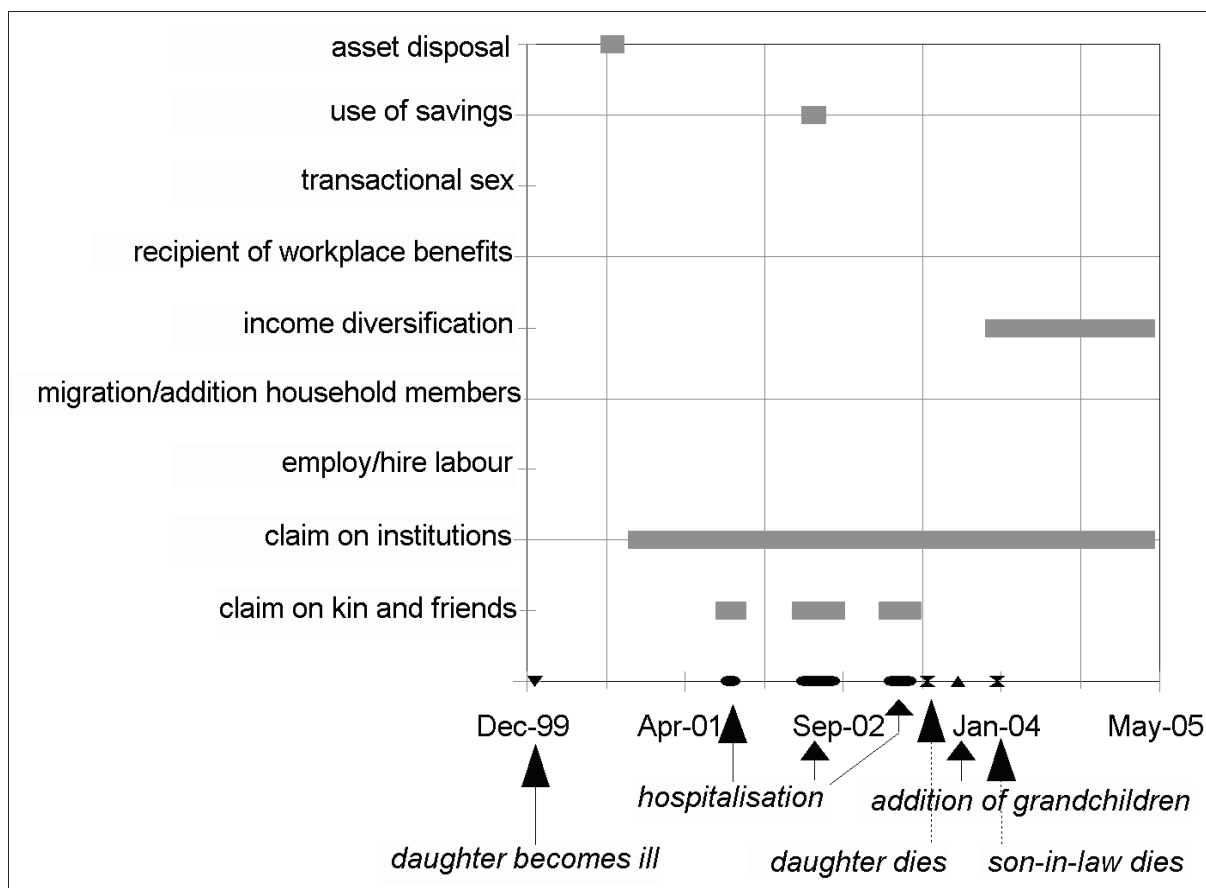 asset disposal
use of savings
transactional sex
recipient of workplace benefits
income diversification
migration/addition household members
employ/hire labour
claim on institutions
claim on kin and friends
Dec-99 Apr-01 Sep-02 Jan-04 May-05
hospitalisation addition of grandchildren
daughter becomes ill daughter dies son-in-law dies